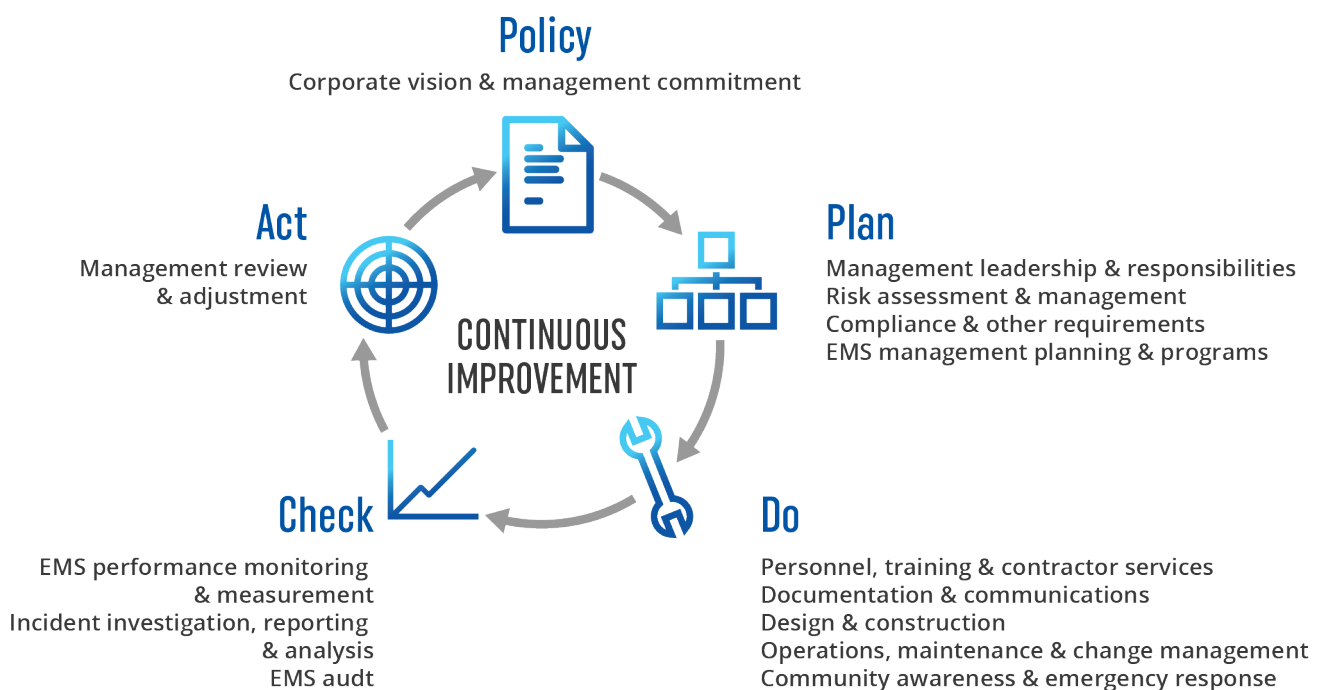 Policy
Corporate vision & management commitment
Act
Management review
& adjustment
Plan
Management leadership & responsibilities
Risk assessment & management
Compliance & other requirements
EMS management planning & programs
CONTINUOUS
IMPROVEMENT
Check
EMS performance monitoring
& measurement
Incident investigation, reporting
& analysis
EMS audt
Do
Personnel, training & contractor services
Documentation & communications
Design & construction
Operations, maintenance & change management
Community awareness & emergency response